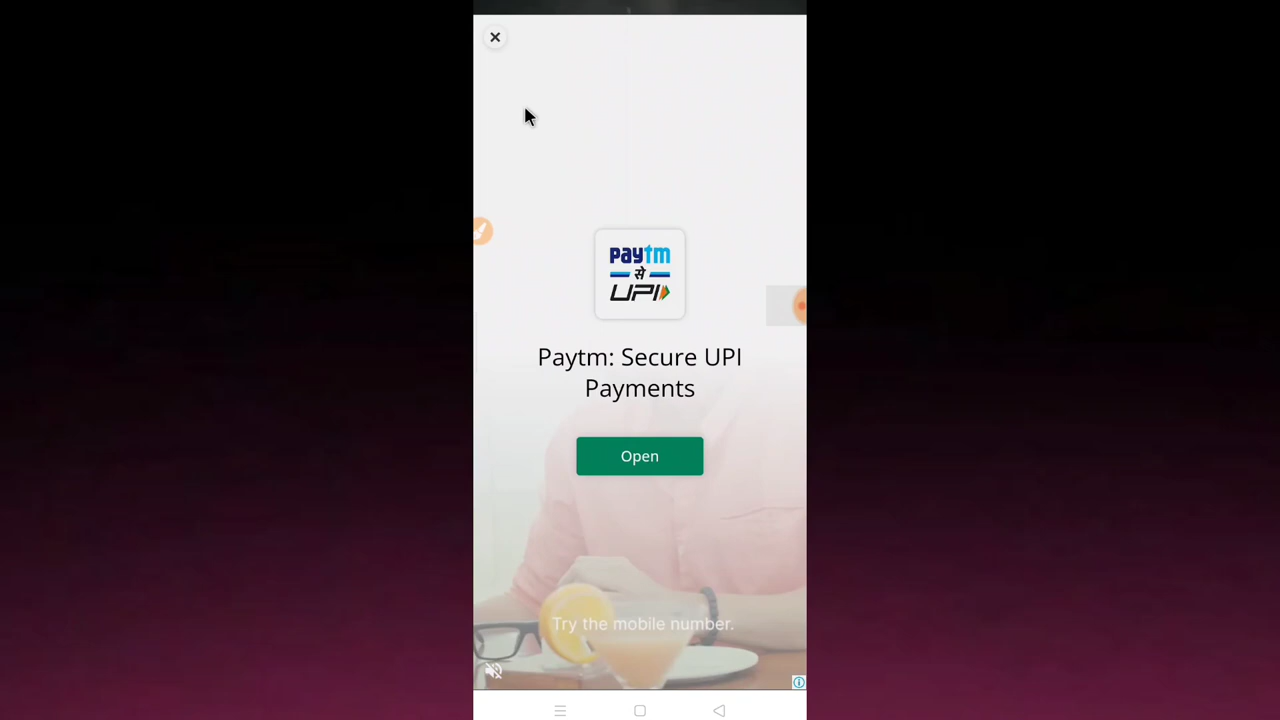 paytm
से
UPI
Paytm: Secure UPI
Payments
Open
Try the mobile number.